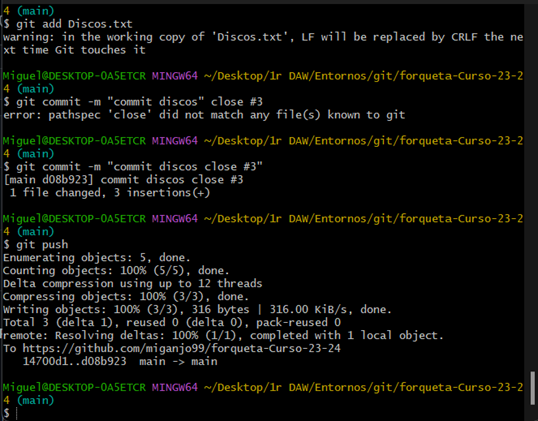 4 (main)
$ git add Discos.txt
warning: in the working copy of 'Discos.txt', LF will be replaced by CRLF the ne
xt time Git touches it
Miguel@DESKTOP-OA5ETCR MINGW64 ~/Desktop/1r DAW/Entornos/git/forqueta-Curso-23-2
4 (main)
$ git commit -m "commit discos" close #3
error: pathspec 'close' did not match any file(s) known to git
Miguel@DESKTOP-OA5ETCR MINGW64 ~/Desktop/1r DAW/Entornos/git/forqueta-Curso-23-2
4 (main)
$ git commit -m "commit discos close #3"
[main d08b923] commit discos close #3
 1 file changed, 3 insertions(+)
Miguel@DESKTOP-OA5ETCR MINGW64 ~/Desktop/1r DAW/Entornos/git/forqueta-Curso-23-2
4 (main)
$ git push
Enumerating objects: 5, done.
Counting objects: 100% (5/5), done.
Delta compression using up to 12 threads
Compressing objects: 100% (3/3), done.
Writing objects: 100% (3/3), 316 bytes | 316.00 KiB/s, done.
Total 3 (delta 1), reused 0 (delta 0), pack-reused 0
remote: Resolving deltas: 100% (1/1), completed with 1 local object.
To https://github.com/miganjo99/forqueta-Curso-23-24
   14700d1..d08b923  main -> main
Miguel@DESKTOP-OA5ETCR MINGW64 ~/Desktop/1r DAW/Entornos/git/forqueta-Curso-23-2
4 (main)
$